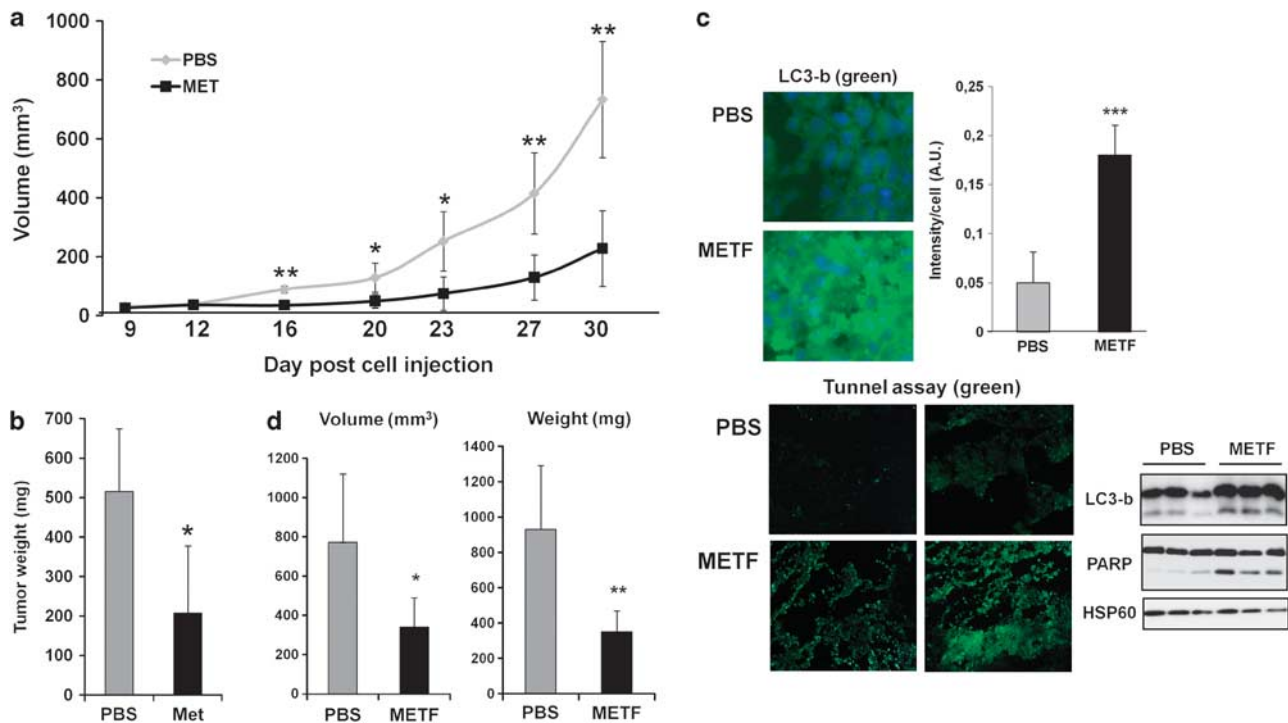 a
1000
800
600
400
200
0
Volume (mm³)
PBS
MET
**
*
*
**
**
9 12 16 20 23 27 30
Day post cell injection
b
700
600
500
400
300
200
100
0
Tumor weight (mg)
*
PBS Met
d
Volume (mm³)
1200
1000
800
600
400
200
0
*
PBS METF
Weight (mg)
1400
1200
1000
800
600
400
200
0
**
PBS METF
c
LC3-b (green)
PBS
METF
Intensity/cell (A.U.)
0,2
0,15
0,1
0,05
0
***
PBS METF
Tunnel assay (green)
PBS
METF
PBS METF
LC3-b
PARP
HSP60